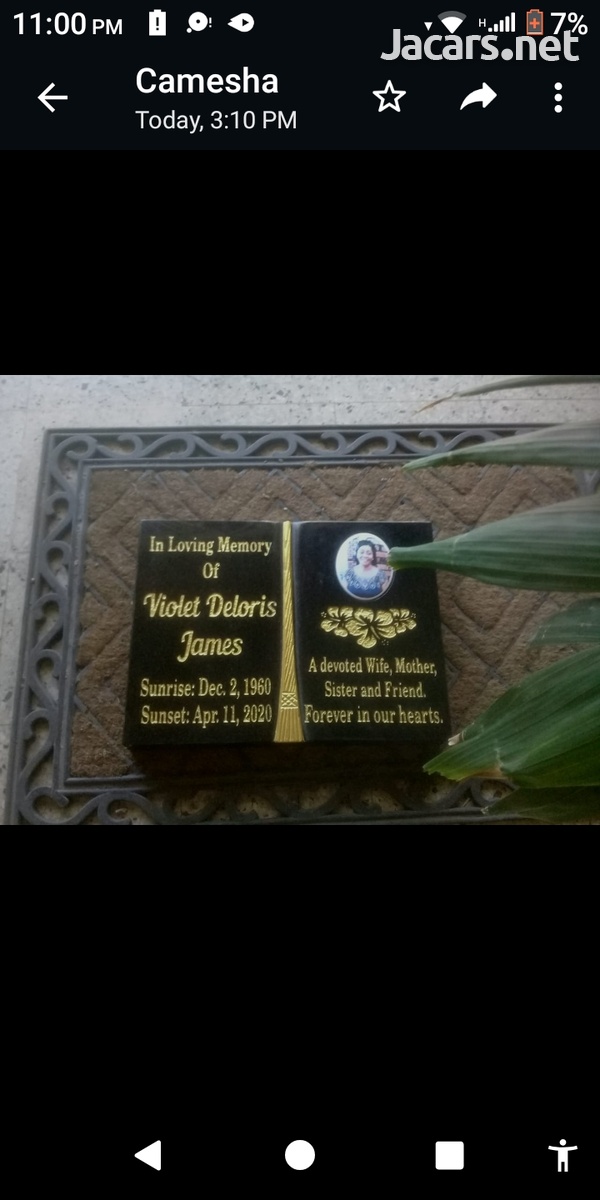 11:00 PM
H
7%
Jacars.net
Camesha
Today, 3:10 PM
In Loving Memory
Of
Violet Deloris
James
Sunrise: Dec. 2, 1960
Sunset: Apr. 11, 2020
A devoted Wife, Mother,
Sister and Friend.
Forever in our hearts.